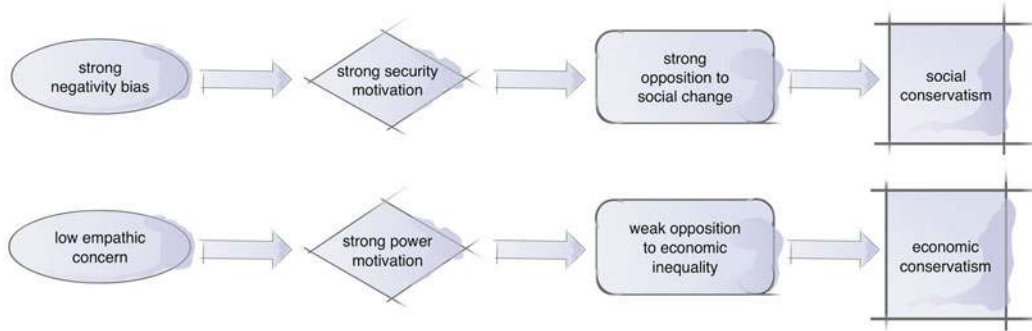 strong
negativity bias
strong security
motivation
strong
opposition to
social change
social
conservatism
low empathic
concern
strong power
motivation
weak opposition
to economic
inequality
economic
conservatism